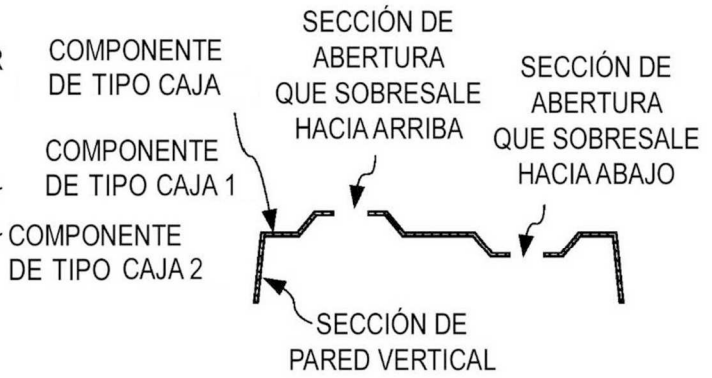 R
COMPONENTE
DE TIPO CAJA
SECCIÓN DE
ABERTURA
QUE SOBRESALE
HACIA ARRIBA
SECCIÓN DE
ABERTURA
QUE SOBRESALE
HACIA ABAJO
COMPONENTE
DE TIPO CAJA 1
COMPONENTE
DE TIPO CAJA 2
SECCIÓN DE
PARED VERTICAL